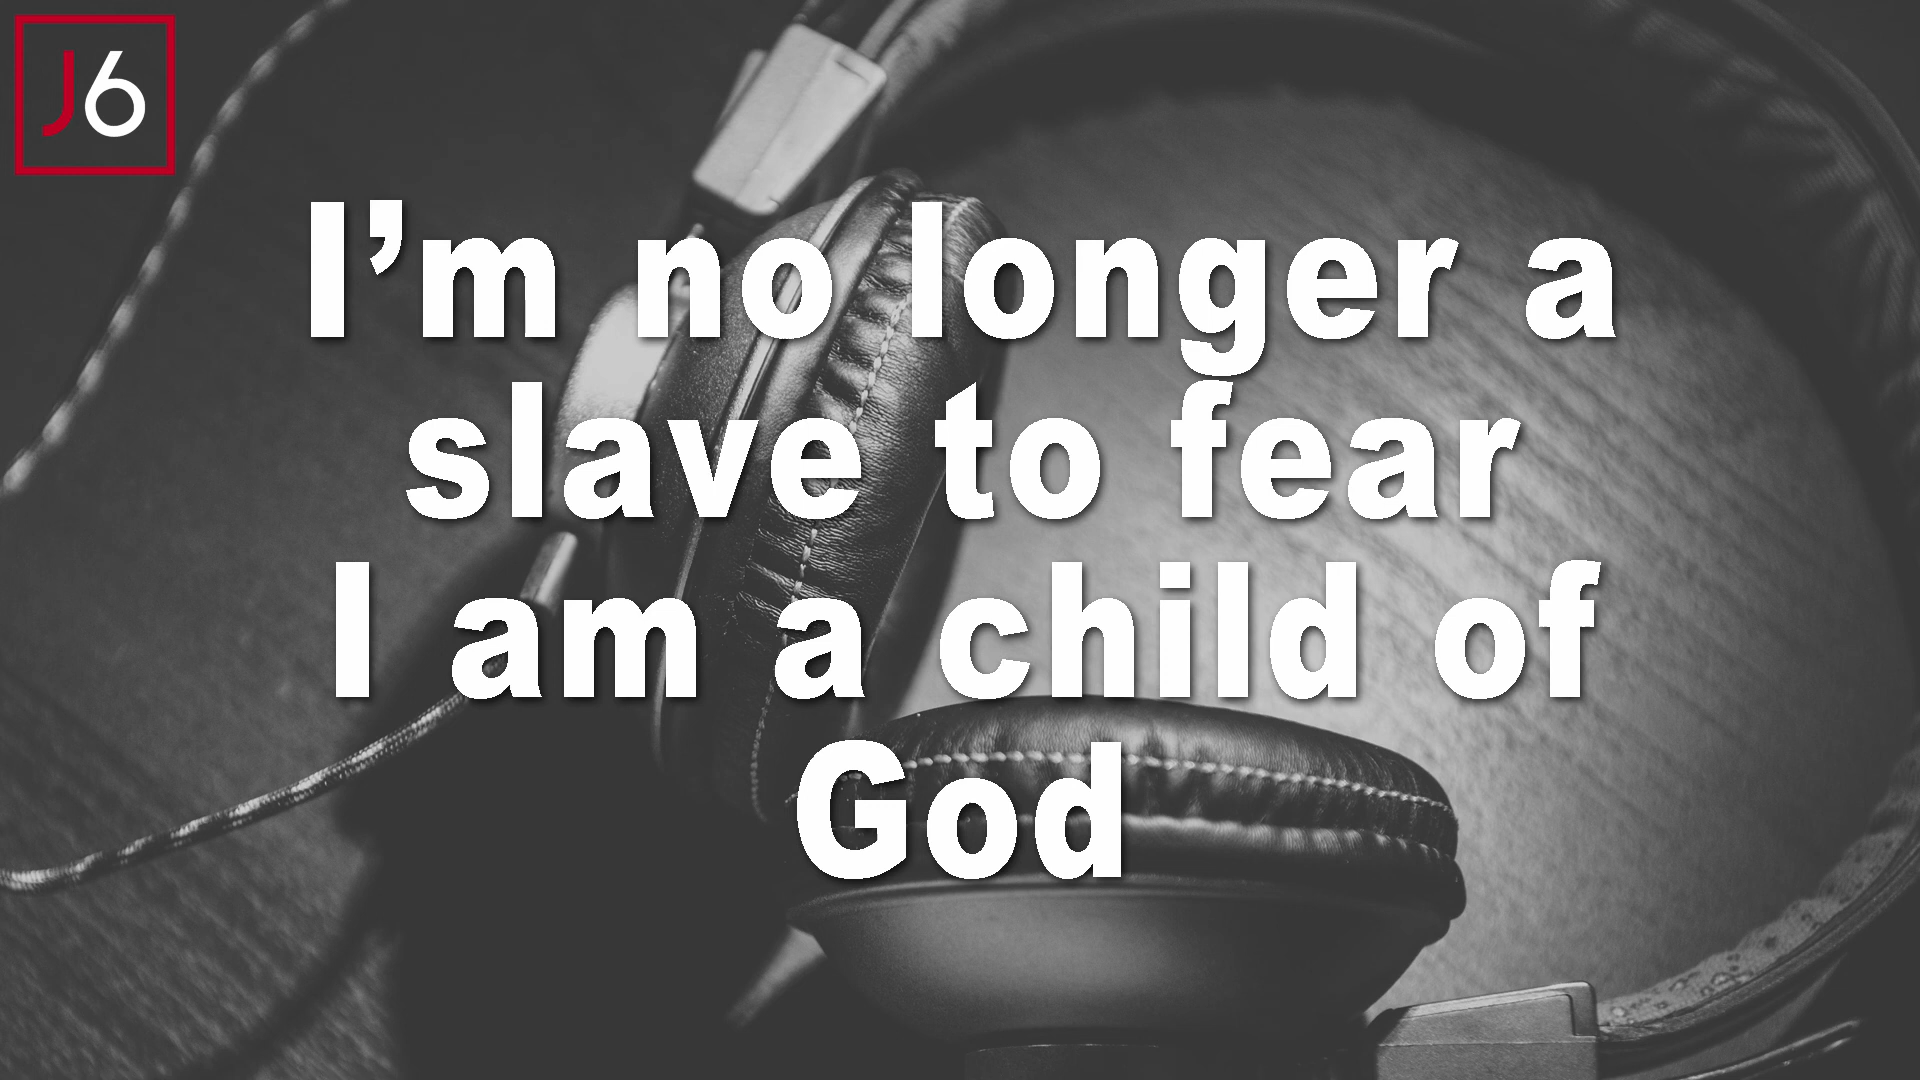 J6
I’m no longer a
slave to fear
I am a child of
God